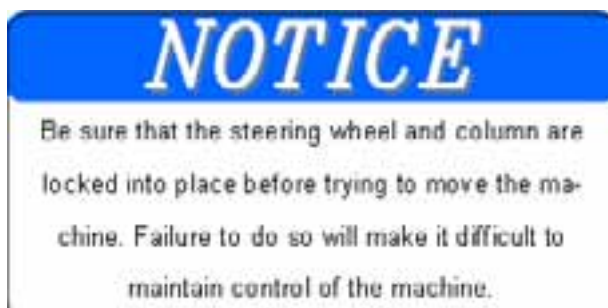 NOTICE
Be sure that the steering wheel and column are
locked into place before trying to move the ma-
chine. Failure to do so will make it difficult to
maintain control of the machine.